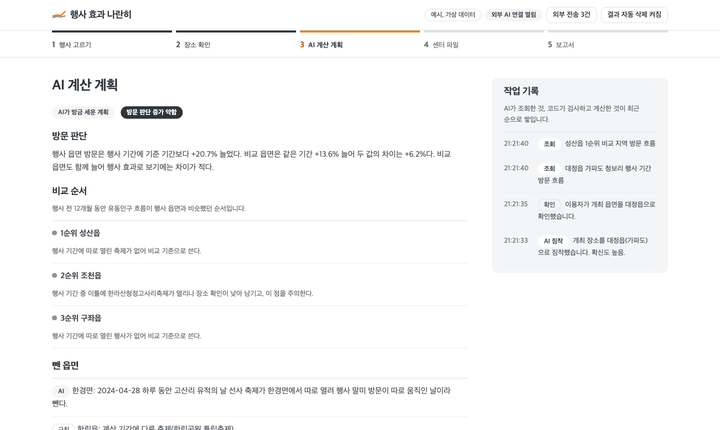 행사 효과 나란히
예시, 가상 데이터
외부 AI 연결 열림
외부 전송 3건
결과 자동 삭제 켜짐
1 행사 고르기
2 장소 확인
3 AI 계산 계획
4 센터 파일
5 보고서
AI 계산 계획
AI가 방금 세운 계획
방문 판단 증가 약함
방문 판단
행사 읍면 방문은 행사 기간에 기준 기간보다 +20.7% 늘었다. 비교 읍면은 같은 기간 +13.6% 늘어 두 값의 차이는 +6.2%다. 비교
읍면도 함께 늘어 행사 효과로 보기에는 차이가 적다.
비교 순서
행사 전 12개월 동안 유동인구 흐름이 행사 읍면과 비슷했던 순서입니다.
1순위 성산읍
행사 기간에 따로 열린 축제가 없어 비교 기준으로 쓴다.
2순위 조천읍
행사 기간 중 이틀에 한라산청정고사리축제가 열리나 장소 확인이 낮아 남기고, 이 점을 주의한다.
3순위 구좌읍
행사 기간에 따로 열린 행사가 없어 비교 기준으로 쓴다.
뺀 읍면
AI 한경면: 2024-04-28 하루 동안 고산리 유적의 날 선사 축제가 한경면에서 따로 열려 행사 말미 방문이 따로 움직인 날이라
뺀다.
규칙 한림읍: 계산 기간에 다른 축제(한림공원 튤립축제)
작업 기록
AI가 조회한 것, 코드가 검사하고 계산한 것이 최근
순으로 쌓입니다.
21:21:40 조회 성산읍 1순위 비교 지역 방문 흐름
21:21:40 조회 대정읍 가파도 청보리 행사 기간
방문 흐름
21:21:35 확인 이용자가 개최 읍면을 대정읍으로
확인했습니다.
21:21:33 AI 짐작 개최 장소를 대정읍(가파도)
으로 짐작했습니다. 확신도 높음.